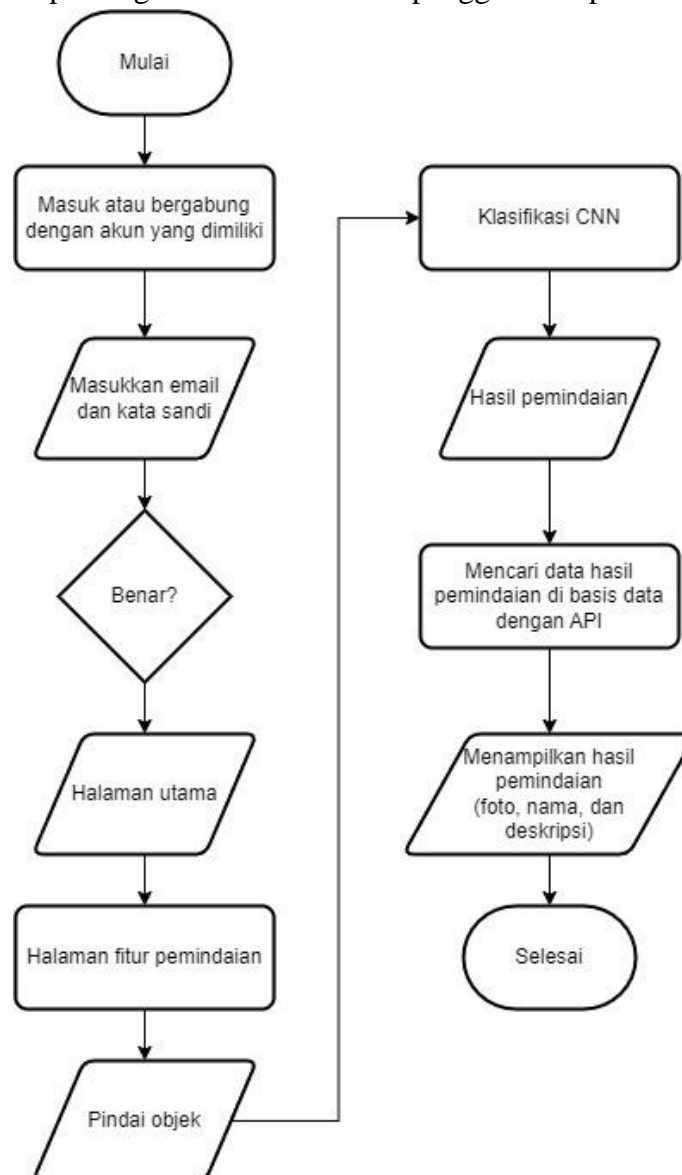 Mulai
Masuk atau bergabung
dengan akun yang dimiliki
Masukkan email
dan kata sandi
Benar?
Halaman utama
Halaman fitur pemindaian
Pindai objek
Klasifikasi CNN
Hasil pemindaian
Mencari data hasil
pemindaian di basis data
dengan API
Menampilkan hasil
pemindaian
(foto, nama, dan
deskripsi)
Selesai